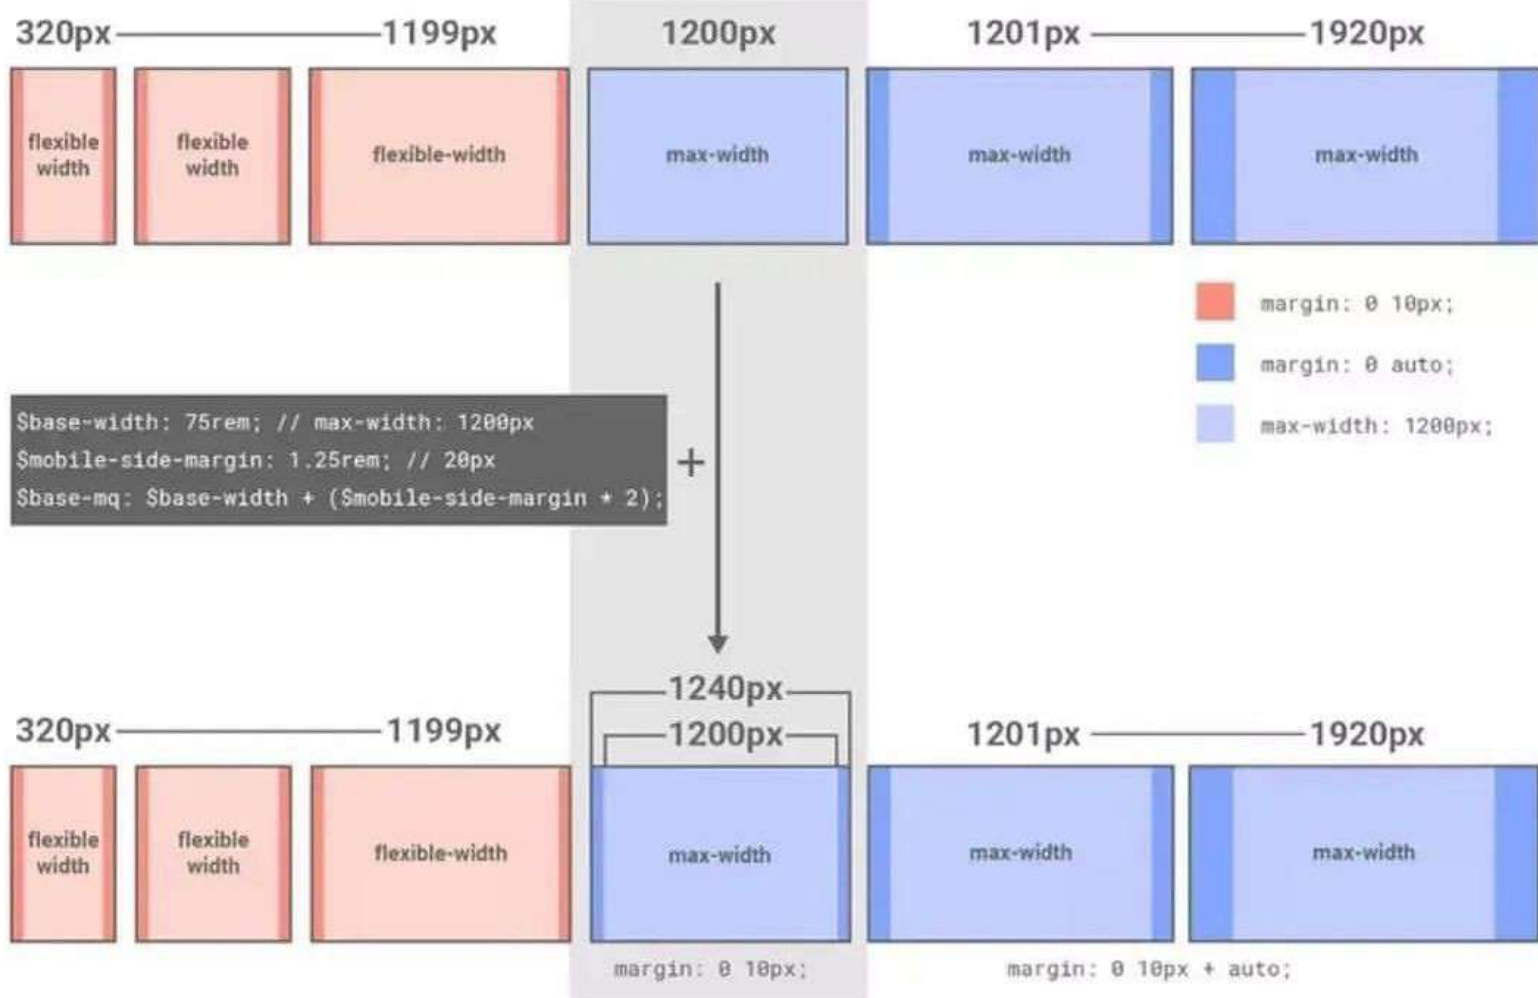 320px
1199px
1200px
1201px
1920px
flexible
width
flexible
width
flexible-width
max-width
max-width
max-width
margin: 0 10px;
margin: 0 auto;
max-width: 1200px;
$base-width: 75rem; // max-width: 1200px
$mobile-side-margin: 1.25rem; // 20px
$base-mq: $base-width + ($mobile-side-margin * 2);
+
1240px
320px
1199px
1200px
1201px
1920px
flexible
width
flexible
width
flexible-width
max-width
max-width
max-width
margin: 0 10px;
margin: 0 10px + auto;